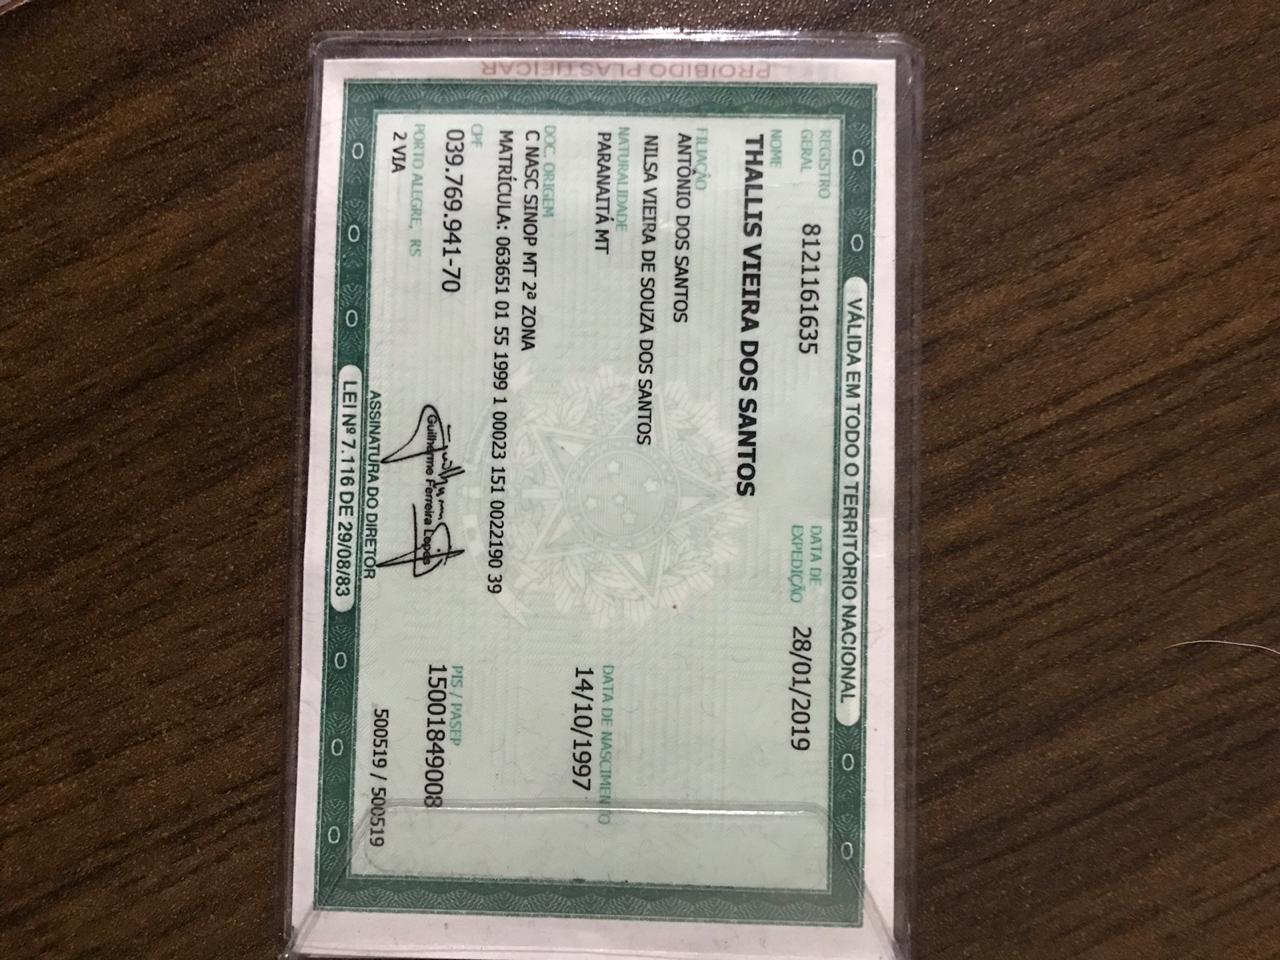 PROIBIDO PLASTIFICAR
VÁLIDA EM TODO O TERRITÓRIO NACIONAL
REGISTRO GERAL 8121161635 DATA DE EXPEDIÇÃO 28/01/2019
NOME
THALLIS VIEIRA DOS SANTOS
FILIAÇÃO
ANTÔNIO DOS SANTOS
NILSA VIEIRA DE SOUZA DOS SANTOS
NATURALIDADE DATA DE NASCIMENTO
PARANAITÁ MT 14/10/1997
DOC. ORIGEM
C NASC SINOP MT 2ª ZONA
MATRÍCULA: 063651 01 55 1999 1 00023 151 0022190 39
CPF PIS / PASEP
039.769.941-70 15001849008
PORTO ALEGRE, RS
2 VIA
Guilherme Ferreira Lopes
ASSINATURA DO DIRETOR
500519 / 500519
LEI Nº 7.116 DE 29/08/83